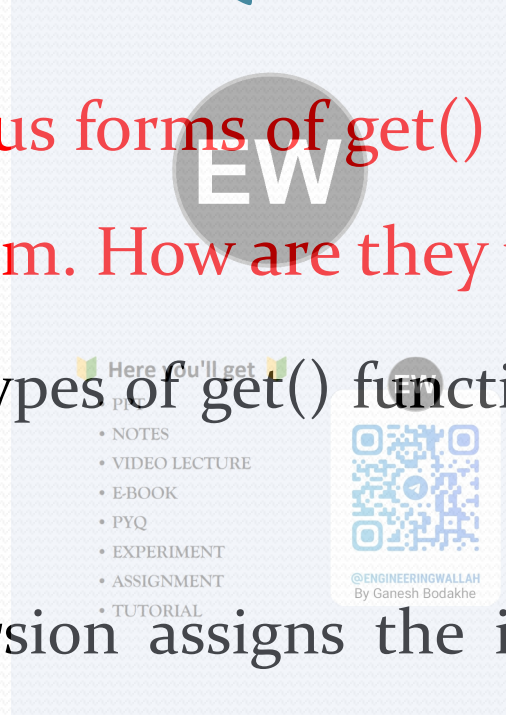 us forms of get()
EW
m. How are they
Here you'll get
ypes of get() functi
EW
• PPT
• NOTES
• VIDEO LECTURE
• E-BOOK
• PYQ
• EXPERIMENT
• ASSIGNMENT
@ENGINEERINGWALLAH
By Ganesh Bodakhe
• TUTORIAL
rsion assigns the i